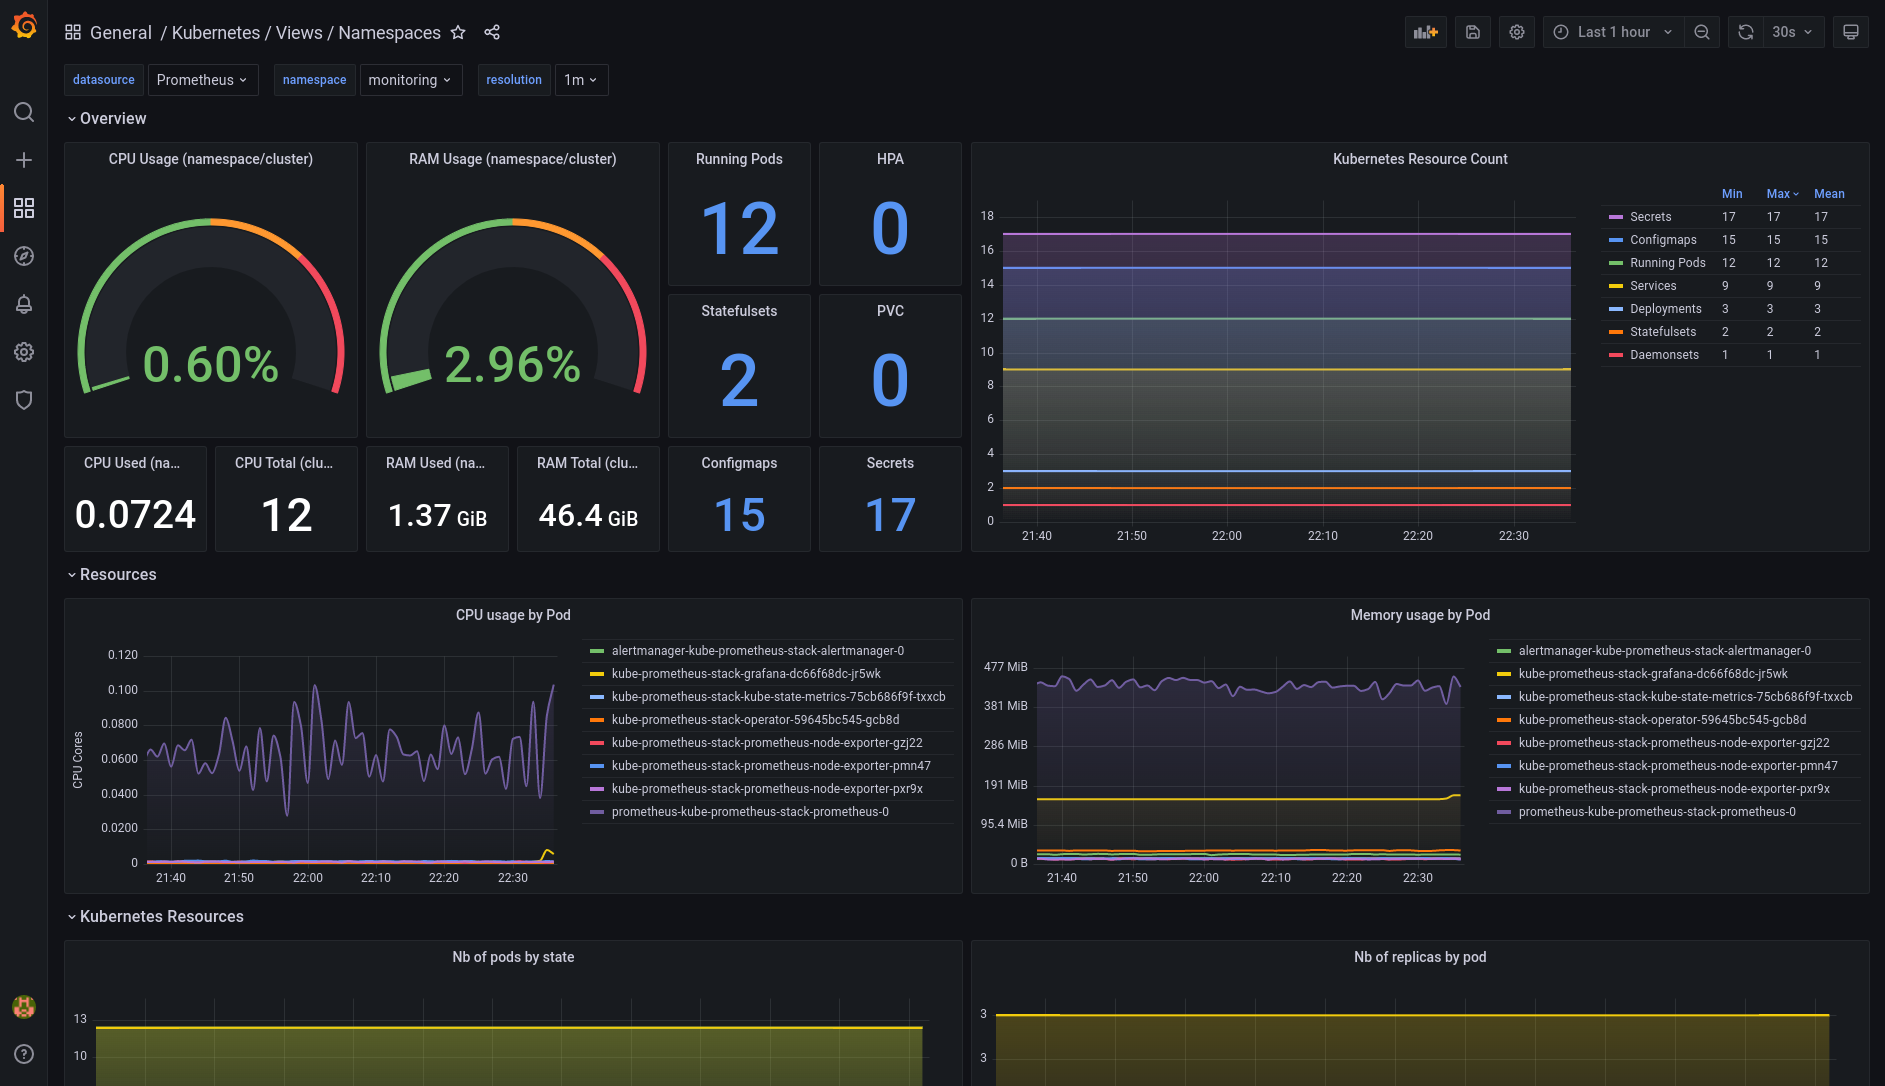 General / Kubernetes / Views / Namespaces
Last 1 hour
30s
datasource Prometheus namespace monitoring resolution 1m
Overview
CPU Usage (namespace/cluster)
0.60%
RAM Usage (namespace/cluster)
2.96%
Running Pods
12
HPA
0
Statefulsets
2
PVC
0
CPU Used (na...
0.0724
CPU Total (clu...
12
RAM Used (na...
1.37 GiB
RAM Total (clu...
46.4 GiB
Configmaps
15
Secrets
17
Kubernetes Resource Count
18
16
14
12
10
8
6
4
2
0
21:40 21:50 22:00 22:10 22:20 22:30
Min Max Mean
Secrets 17 17 17
Configmaps 15 15 15
Running Pods 12 12 12
Services 9 9 9
Deployments 3 3 3
Statefulsets 2 2 2
Daemonsets 1 1 1
Resources
CPU usage by Pod
CPU Cores
0.120
0.100
0.0800
0.0600
0.0400
0.0200
0
21:40 21:50 22:00 22:10 22:20 22:30
alertmanager-kube-prometheus-stack-alertmanager-0
kube-prometheus-stack-grafana-dc66f68dc-jr5wk
kube-prometheus-stack-kube-state-metrics-75cb686f9f-txxcb
kube-prometheus-stack-operator-59645bc545-gcb8d
kube-prometheus-stack-prometheus-node-exporter-gzj22
kube-prometheus-stack-prometheus-node-exporter-pmn47
kube-prometheus-stack-prometheus-node-exporter-pxr9x
prometheus-kube-prometheus-stack-prometheus-0
Memory usage by Pod
477 MiB
381 MiB
286 MiB
191 MiB
95.4 MiB
0 B
21:40 21:50 22:00 22:10 22:20 22:30
alertmanager-kube-prometheus-stack-alertmanager-0
kube-prometheus-stack-grafana-dc66f68dc-jr5wk
kube-prometheus-stack-kube-state-metrics-75cb686f9f-txxcb
kube-prometheus-stack-operator-59645bc545-gcb8d
kube-prometheus-stack-prometheus-node-exporter-gzj22
kube-prometheus-stack-prometheus-node-exporter-pmn47
kube-prometheus-stack-prometheus-node-exporter-pxr9x
prometheus-kube-prometheus-stack-prometheus-0
Kubernetes Resources
Nb of pods by state
13
10
Nb of replicas by pod
3
3